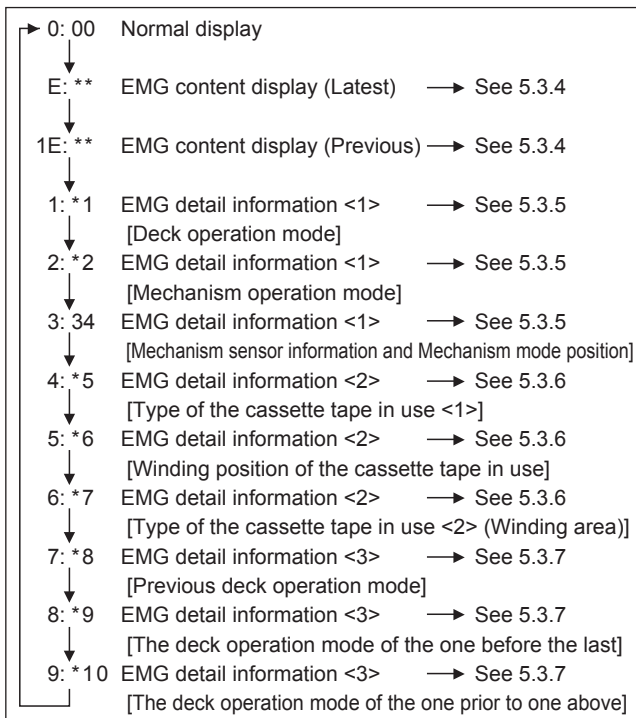 0: 00 Normal display
E: ** EMG content display (Latest) → See 5.3.4
1E: ** EMG content display (Previous) → See 5.3.4
1: *1 EMG detail information <1> → See 5.3.5
[Deck operation mode]
2: *2 EMG detail information <1> → See 5.3.5
[Mechanism operation mode]
3: 34 EMG detail information <1> → See 5.3.5
[Mechanism sensor information and Mechanism mode position]
4: *5 EMG detail information <2> → See 5.3.6
[Type of the cassette tape in use <1>]
5: *6 EMG detail information <2> → See 5.3.6
[Winding position of the cassette tape in use]
6: *7 EMG detail information <2> → See 5.3.6
[Type of the cassette tape in use <2> (Winding area)]
7: *8 EMG detail information <3> → See 5.3.7
[Previous deck operation mode]
8: *9 EMG detail information <3> → See 5.3.7
[The deck operation mode of the one before the last]
9: *10 EMG detail information <3> → See 5.3.7
[The deck operation mode of the one prior to one above]